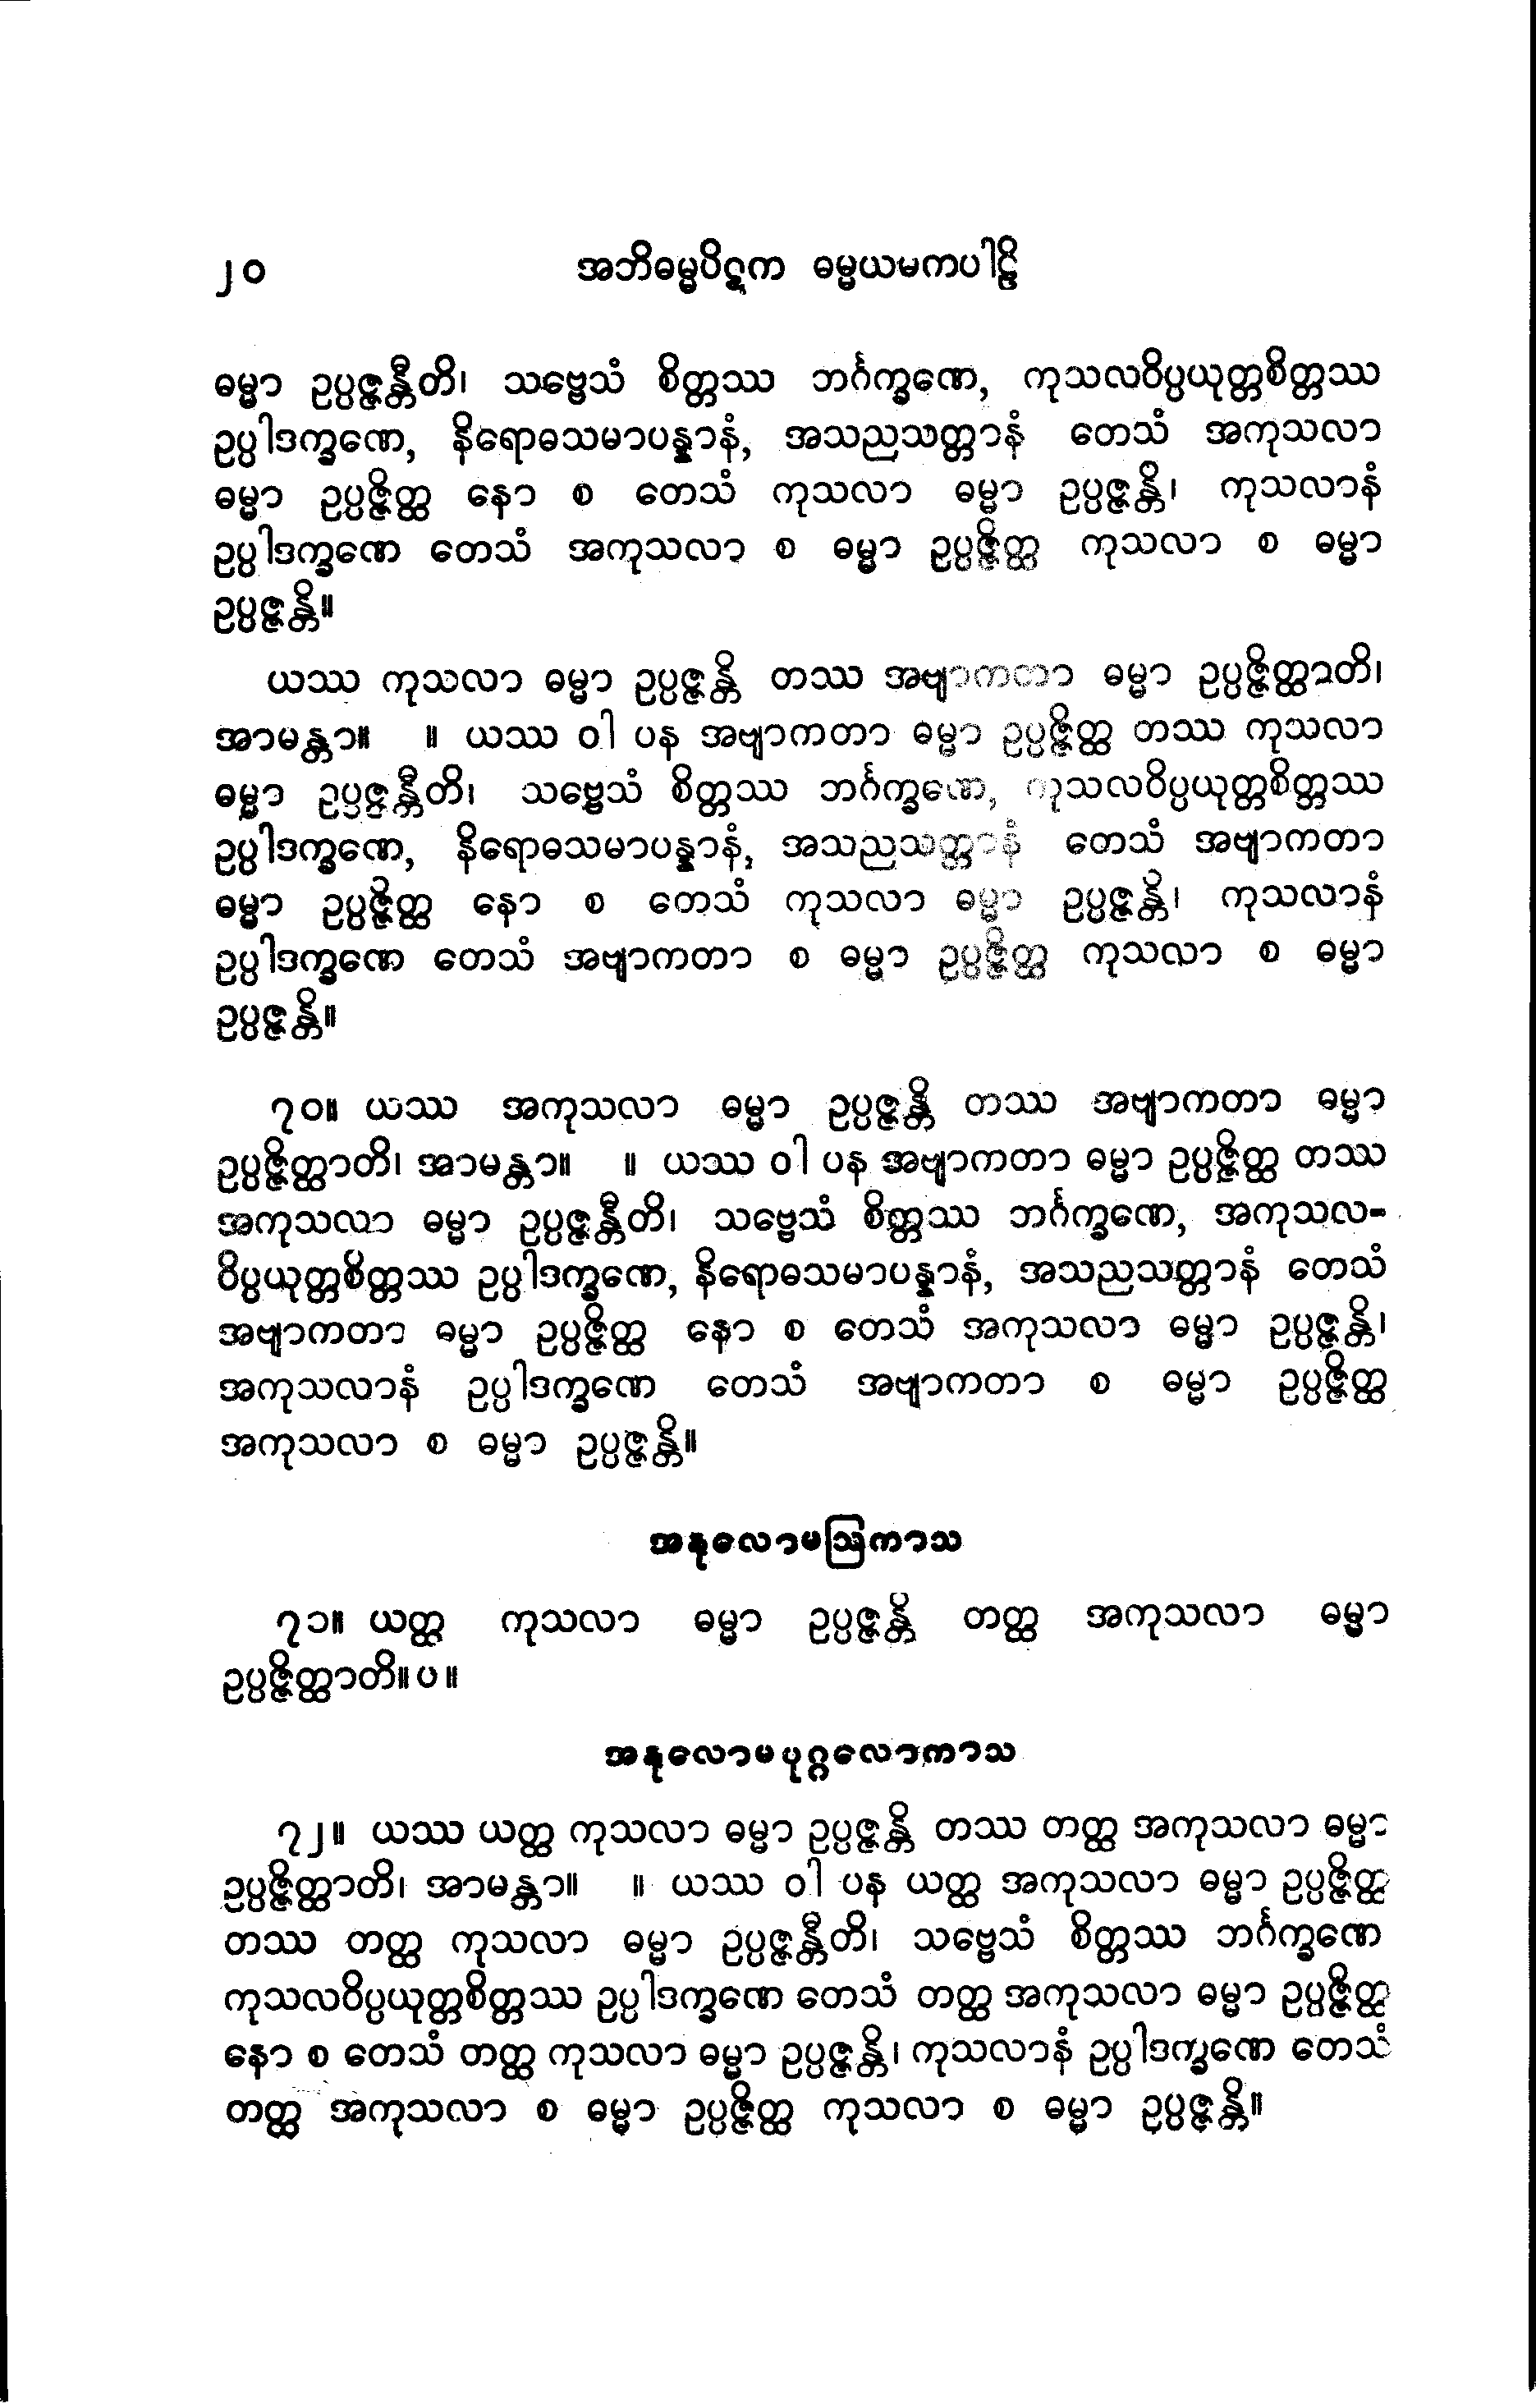 ၂၀ အဘိဓမ္မပိဋက ဓမ္မယမကပါဠိ
ဓမ္မာ ဥပ္ပဇ္ဇန္တီတိ၊ သဗ္ဗေသံ စိတ္တဿ ဘင်္ဂက္ခဏေ, ကုသလဝိပ္ပယုတ္တစိတ္တဿ
ဥပ္ပါဒက္ခဏေ, နိရောဓသမာပန္နာနံ, အသညသတ္တာနံ တေသံ အကုသလာ
ဓမ္မာ ဥပ္ပဇ္ဇိတ္ထ နော စ တေသံ ကုသလာ ဓမ္မာ ဥပ္ပဇ္ဇန္တိ၊ ကုသလာနံ
ဥပ္ပါဒက္ခဏေ တေသံ အကုသလာ စ ဓမ္မာ ဥပ္ပဇ္ဇိတ္ထ ကုသလာ စ ဓမ္မာ
ဥပ္ပဇ္ဇန္တိ။
ယဿ ကုသလာ ဓမ္မာ ဥပ္ပဇ္ဇန္တိ တဿ အဗျာကတာ ဓမ္မာ ဥပ္ပဇ္ဇိတ္ထာတိ၊
အာမန္တာ။ ။ ယဿ ဝါ ပန အဗျာကတာ ဓမ္မာ ဥပ္ပဇ္ဇိတ္ထ တဿ ကုသလာ
ဓမ္မာ ဥပ္ပဇ္ဇန္တီတိ၊ သဗ္ဗေသံ စိတ္တဿ ဘင်္ဂက္ခဏေ, ကုသလဝိပ္ပယုတ္တစိတ္တဿ
ဥပ္ပါဒက္ခဏေ, နိရောဓသမာပန္နာနံ, အသညသတ္တာနံ တေသံ အဗျာကတာ
ဓမ္မာ ဥပ္ပဇ္ဇိတ္ထ နော စ တေသံ ကုသလာ ဓမ္မာ ဥပ္ပဇ္ဇန္တိ၊ ကုသလာနံ
ဥပ္ပါဒက္ခဏေ တေသံ အဗျာကတာ စ ဓမ္မာ ဥပ္ပဇ္ဇိတ္ထ ကုသလာ စ ဓမ္မာ
ဥပ္ပဇ္ဇန္တိ။
၇၀။ ယဿ အကုသလာ ဓမ္မာ ဥပ္ပဇ္ဇန္တိ တဿ အဗျာကတာ ဓမ္မာ
ဥပ္ပဇ္ဇိတ္ထာတိ၊ အာမန္တာ။ ။ ယဿ ဝါ ပန အဗျာကတာ ဓမ္မာ ဥပ္ပဇ္ဇိတ္ထ တဿ
အကုသလာ ဓမ္မာ ဥပ္ပဇ္ဇန္တီတိ၊ သဗ္ဗေသံ စိတ္တဿ ဘင်္ဂက္ခဏေ, အကုသလ-
ဝိပ္ပယုတ္တစိတ္တဿ ဥပ္ပါဒက္ခဏေ, နိရောဓသမာပန္နာနံ, အသညသတ္တာနံ တေသံ
အဗျာကတာ ဓမ္မာ ဥပ္ပဇ္ဇိတ္ထ နော စ တေသံ အကုသလာ ဓမ္မာ ဥပ္ပဇ္ဇန္တိ၊
အကုသလာနံ ဥပ္ပါဒက္ခဏေ တေသံ အဗျာကတာ စ ဓမ္မာ ဥပ္ပဇ္ဇိတ္ထ
အကုသလာ စ ဓမ္မာ ဥပ္ပဇ္ဇန္တိ။
အနုလောမဩကာသ
၇၁။ ယတ္ထ ကုသလာ ဓမ္မာ ဥပ္ပဇ္ဇန္တိ တတ္ထ အကုသလာ ဓမ္မာ
ဥပ္ပဇ္ဇိတ္ထာတိ။ပ။
အနုလောမပုဂ္ဂလောကာသ
၇၂။ ယဿ ယတ္ထ ကုသလာ ဓမ္မာ ဥပ္ပဇ္ဇန္တိ တဿ တတ္ထ အကုသလာ ဓမ္မာ
ဥပ္ပဇ္ဇိတ္ထာတိ၊ အာမန္တာ။ ။ ယဿ ဝါ ပန ယတ္ထ အကုသလာ ဓမ္မာ ဥပ္ပဇ္ဇိတ္ထ
တဿ တတ္ထ ကုသလာ ဓမ္မာ ဥပ္ပဇ္ဇန္တီတိ၊ သဗ္ဗေသံ စိတ္တဿ ဘင်္ဂက္ခဏေ
ကုသလဝိပ္ပယုတ္တစိတ္တဿ ဥပ္ပါဒက္ခဏေ တေသံ တတ္ထ အကုသလာ ဓမ္မာ ဥပ္ပဇ္ဇိတ္ထ
နော စ တေသံ တတ္ထ ကုသလာ ဓမ္မာ ဥပ္ပဇ္ဇန္တိ၊ ကုသလာနံ ဥပ္ပါဒက္ခဏေ တေသံ
တတ္ထ အကုသလာ စ ဓမ္မာ ဥပ္ပဇ္ဇိတ္ထ ကုသလာ စ ဓမ္မာ ဥပ္ပဇ္ဇန္တိ။